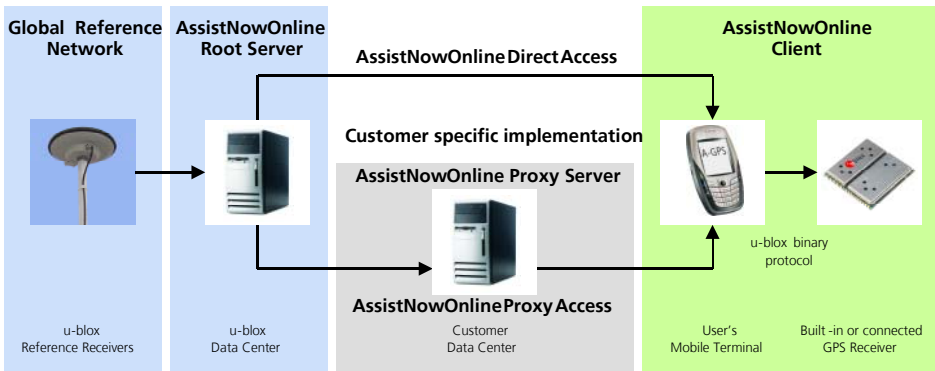 Global Reference
Network
AssistNowOnline
Root Server
AssistNowOnline Direct Access
AssistNowOnline
Client
Customer specific implementation
AssistNowOnline Proxy Server
A-GPS
u-blox binary
protocol
AssistNowOnline Proxy Access
u-blox
Reference Receivers
u-blox
Data Center
Customer
Data Center
User's
Mobile Terminal
Built-in or connected
GPS Receiver